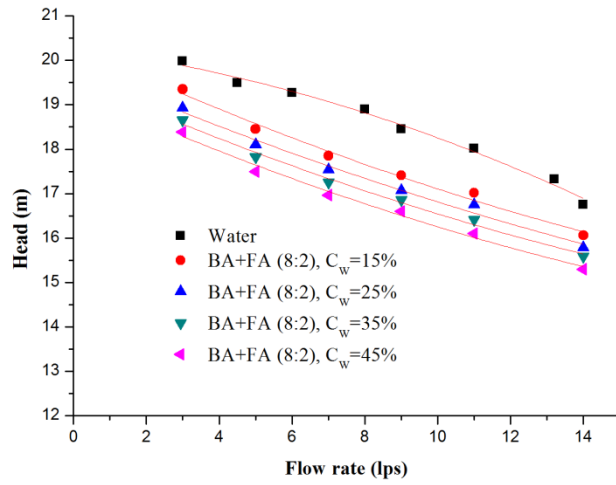 21
20
19
18
17
16
15
14
13
12
Head (m)
Water
BA+FA (8:2), C_W=15%
BA+FA (8:2), C_W=25%
BA+FA (8:2), C_W=35%
BA+FA (8:2), C_W=45%
0 2 4 6 8 10 12 14
Flow rate (lps)